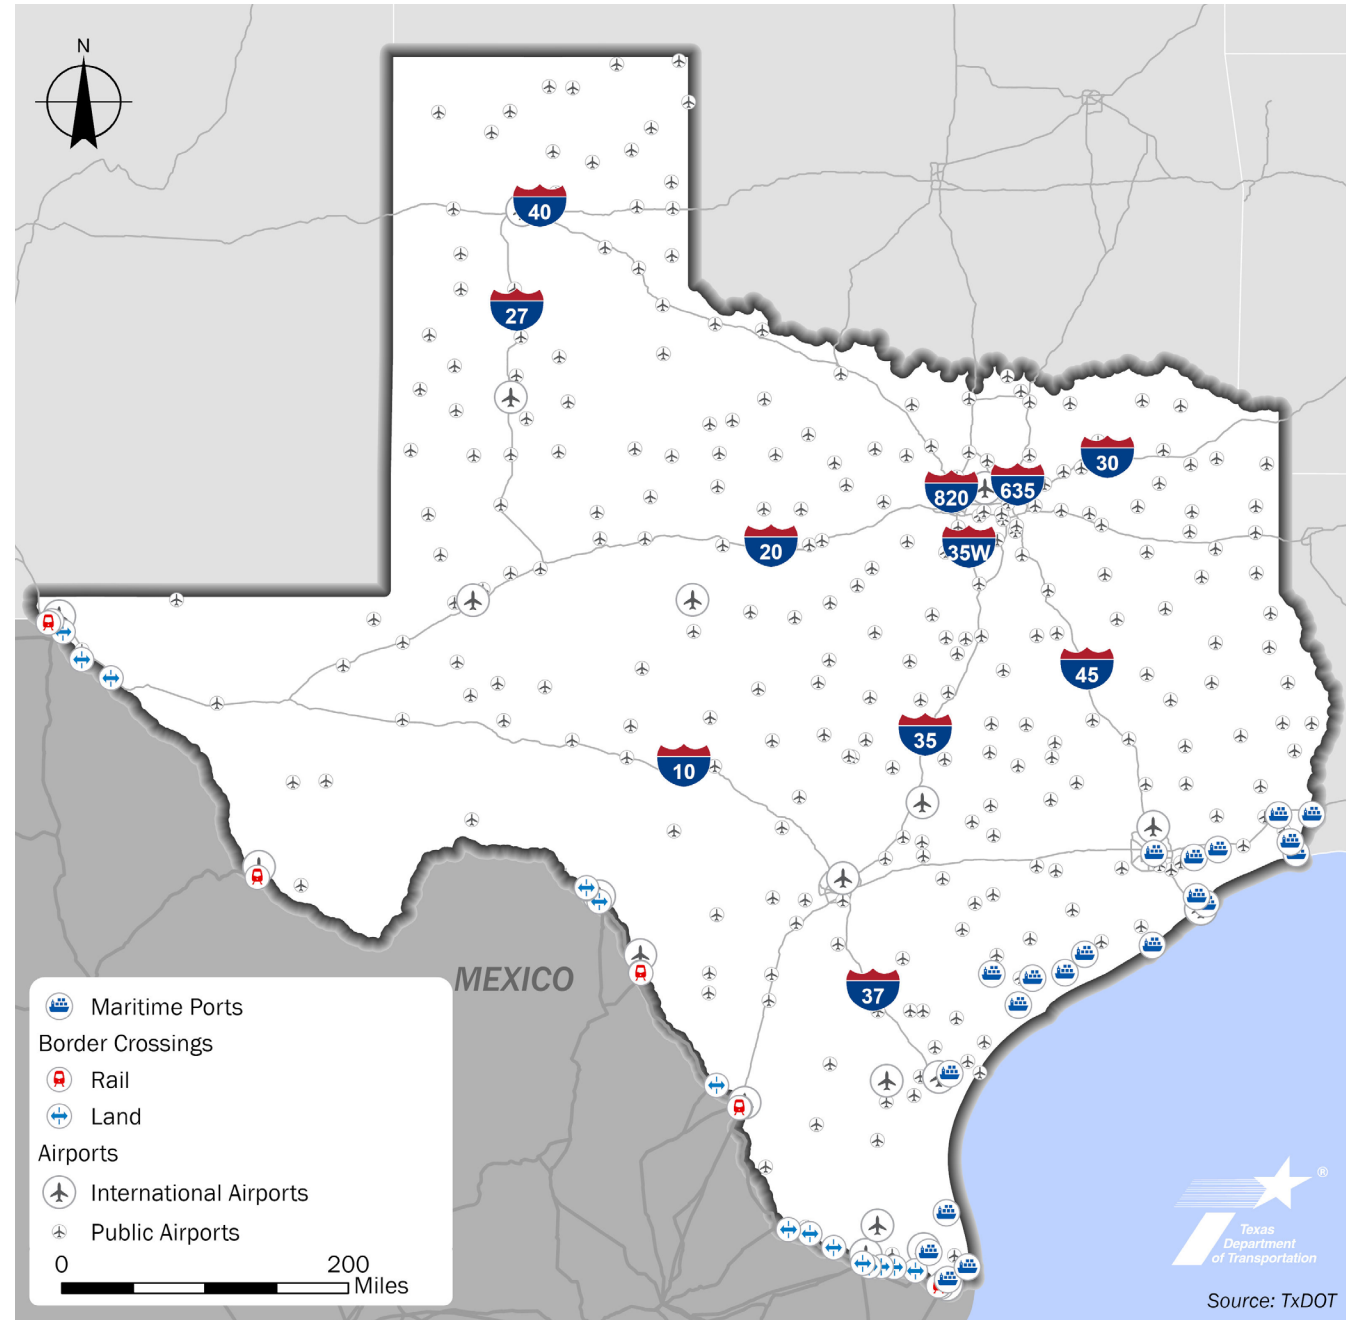 N
40
27
30
820
635
20
35W
45
35
10
37
MEXICO
Maritime Ports
Border Crossings
Rail
Land
Airports
International Airports
Public Airports
0 200
Miles
®
Texas
Department
of Transportation
Source: TxDOT